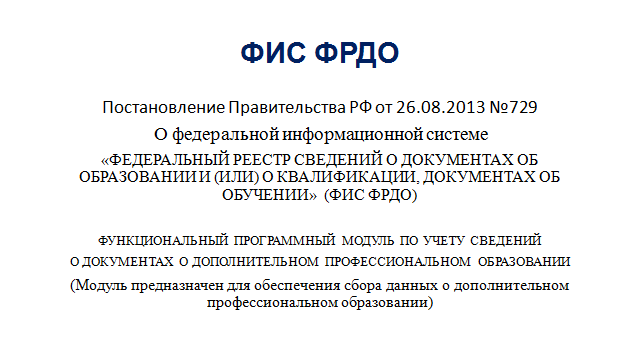 ФИС ФРДО
Постановление Правительства РФ от 26.08.2013 №729
О федеральной информационной системе
«ФЕДЕРАЛЬНЫЙ РЕЕСТР СВЕДЕНИЙ О ДОКУМЕНТАХ ОБ
ОБРАЗОВАНИИ И (ИЛИ) О КВАЛИФИКАЦИИ, ДОКУМЕНТАХ ОБ
ОБУЧЕНИИ» (ФИС ФРДО)
ФУНКЦИОНАЛЬНЫЙ ПРОГРАММНЫЙ МОДУЛЬ ПО УЧЕТУ СВЕДЕНИЙ
О ДОКУМЕНТАХ О ДОПОЛНИТЕЛЬНОМ ПРОФЕССИОНАЛЬНОМ ОБРАЗОВАНИИ
(Модуль предназначен для обеспечения сбора данных о дополнительном
профессиональном образовании)